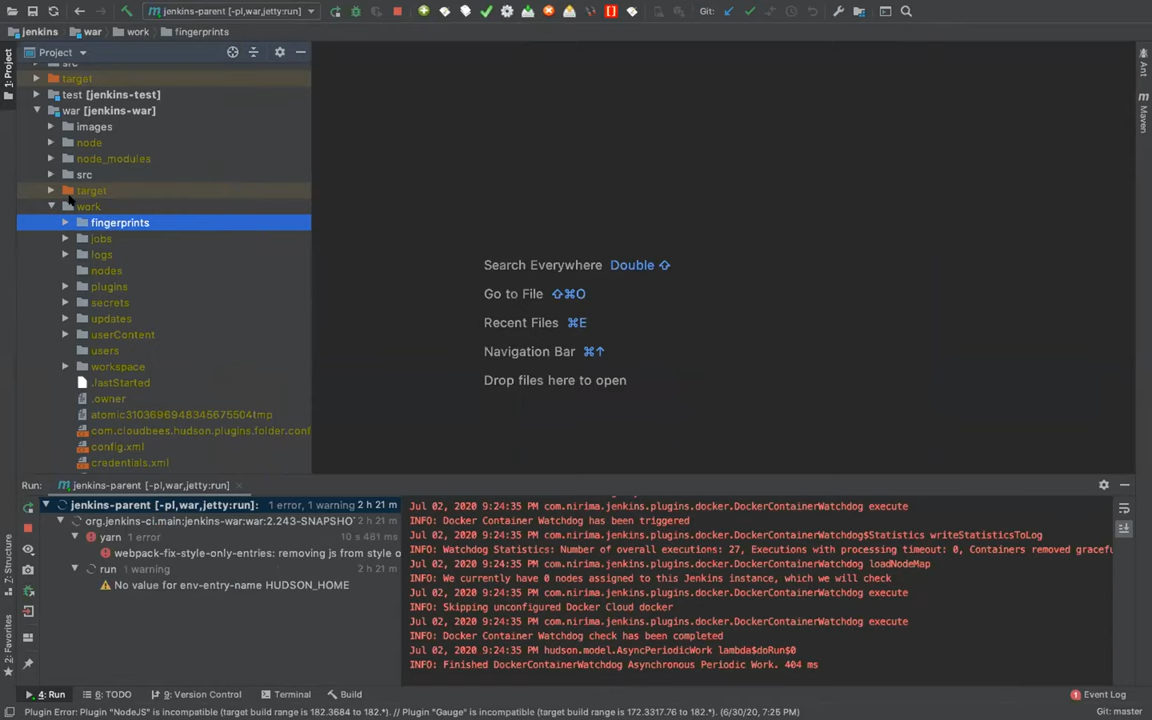 jenkins-parent [-pl,war,jetty:run]
Git:
jenkins
war
work
fingerprints
1: Project
Project
src
target
test [jenkins-test]
war [jenkins-war]
images
node
node_modules
src
target
work
fingerprints
jobs
logs
nodes
plugins
secrets
updates
userContent
users
workspace
.lastStarted
.owner
atomic3103696948345675504tmp
com.cloudbees.hudson.plugins.folder.conf
config.xml
credentials.xml
Search Everywhere Double ⇧
Go to File ⇧⌘O
Recent Files ⌘E
Navigation Bar ⌘↑
Drop files here to open
Ant
Maven
Run: jenkins-parent [-pl,war,jetty:run]
jenkins-parent [-pl,war,jetty:run]: 1 error, 1 warning 2 h 21 m
org.jenkins-ci.main:jenkins-war:war:2.243-SNAPSHO 2 h 21 m
yarn 1 error 10 s 481 ms
webpack-fix-style-only-entries: removing js from style o
run 1 warning 2 h 21 m
No value for env-entry-name HUDSON_HOME
Jul 02, 2020 9:24:35 PM com.nirima.jenkins.plugins.docker.DockerContainerWatchdog execute
INFO: Docker Container Watchdog has been triggered
Jul 02, 2020 9:24:35 PM com.nirima.jenkins.plugins.docker.DockerContainerWatchdog$Statistics writeStatisticsToLog
INFO: Watchdog Statistics: Number of overall executions: 27, Executions with processing timeout: 0, Containers removed gracefu
Jul 02, 2020 9:24:35 PM com.nirima.jenkins.plugins.docker.DockerContainerWatchdog loadNodeMap
INFO: We currently have 0 nodes assigned to this Jenkins instance, which we will check
Jul 02, 2020 9:24:35 PM com.nirima.jenkins.plugins.docker.DockerContainerWatchdog execute
INFO: Skipping unconfigured Docker Cloud docker
Jul 02, 2020 9:24:35 PM com.nirima.jenkins.plugins.docker.DockerContainerWatchdog execute
INFO: Docker Container Watchdog check has been completed
Jul 02, 2020 9:24:35 PM hudson.model.AsyncPeriodicWork lambda$doRun$0
INFO: Finished DockerContainerWatchdog Asynchronous Periodic Work. 404 ms
Z: Structure
2: Favorites
4: Run
6: TODO
9: Version Control
Terminal
Build
1 Event Log
Plugin Error: Plugin "NodeJS" is incompatible (target build range is 182.3684 to 182.*). // Plugin "Gauge" is incompatible (target build range is 172.3317.76 to 182.*). (6/30/20, 7:25 PM)
Git: master